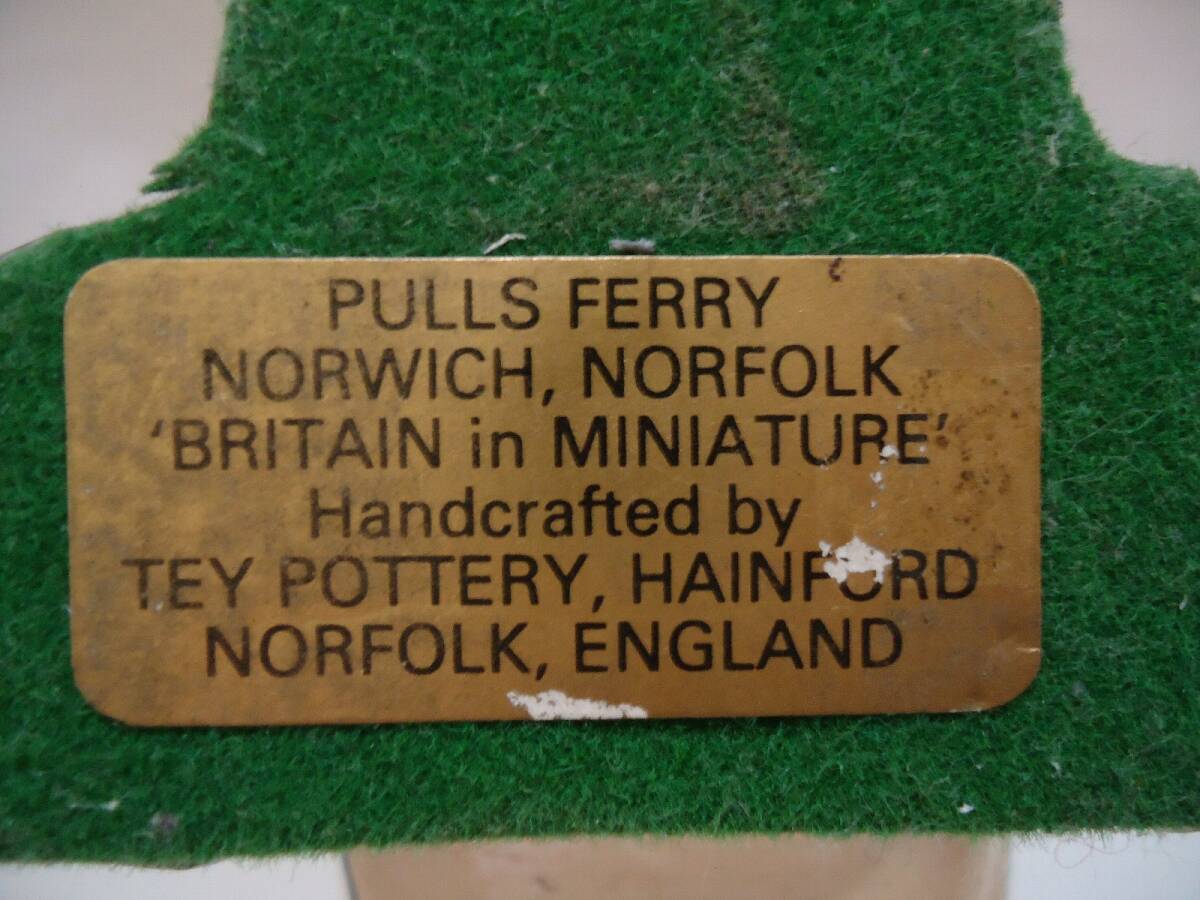 PULLS FERRY
NORWICH, NORFOLK
‘BRITAIN in MINIATURE’
Handcrafted by
TEY POTTERY, HAINFORD
NORFOLK, ENGLAND